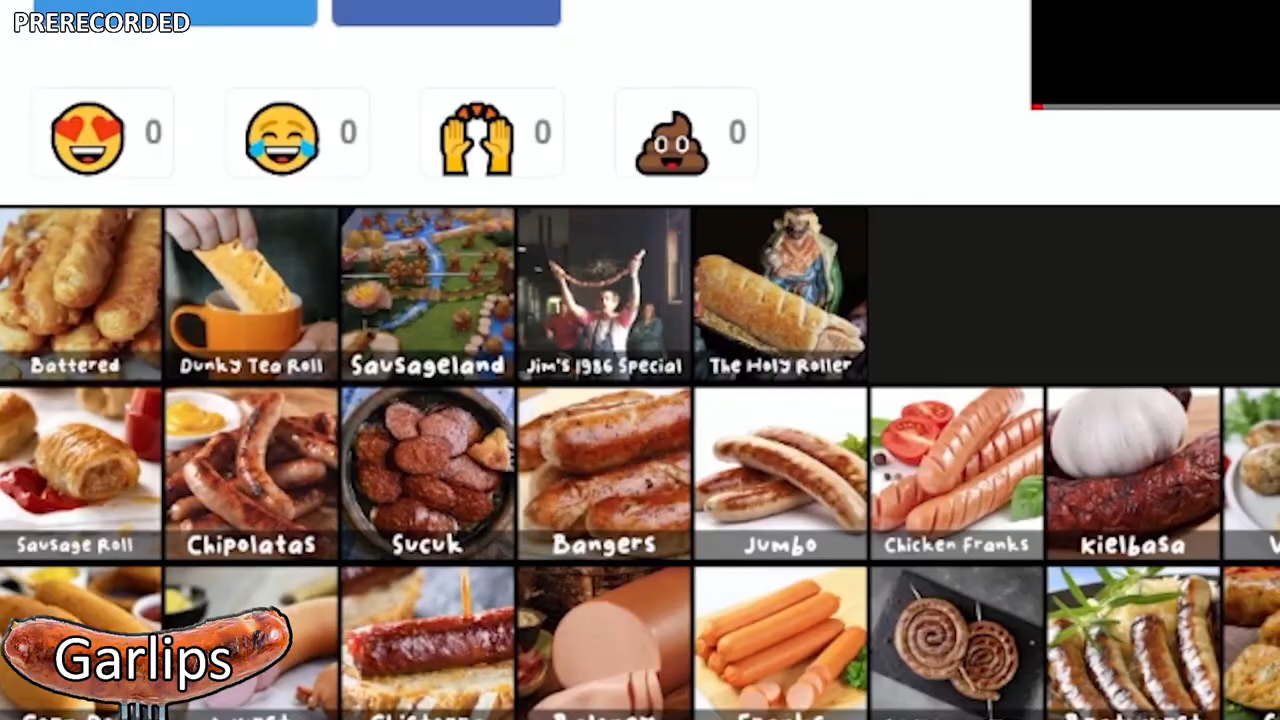 PRERECORDED
0 0 0 0
Battered Dunky Tea Roll Sausageland Jim's 1986 Special The Holy Roller
Sausage Roll Chipolatas Sucuk Bangers Jumbo Chicken Franks Kielbasa
Garlips
Franks